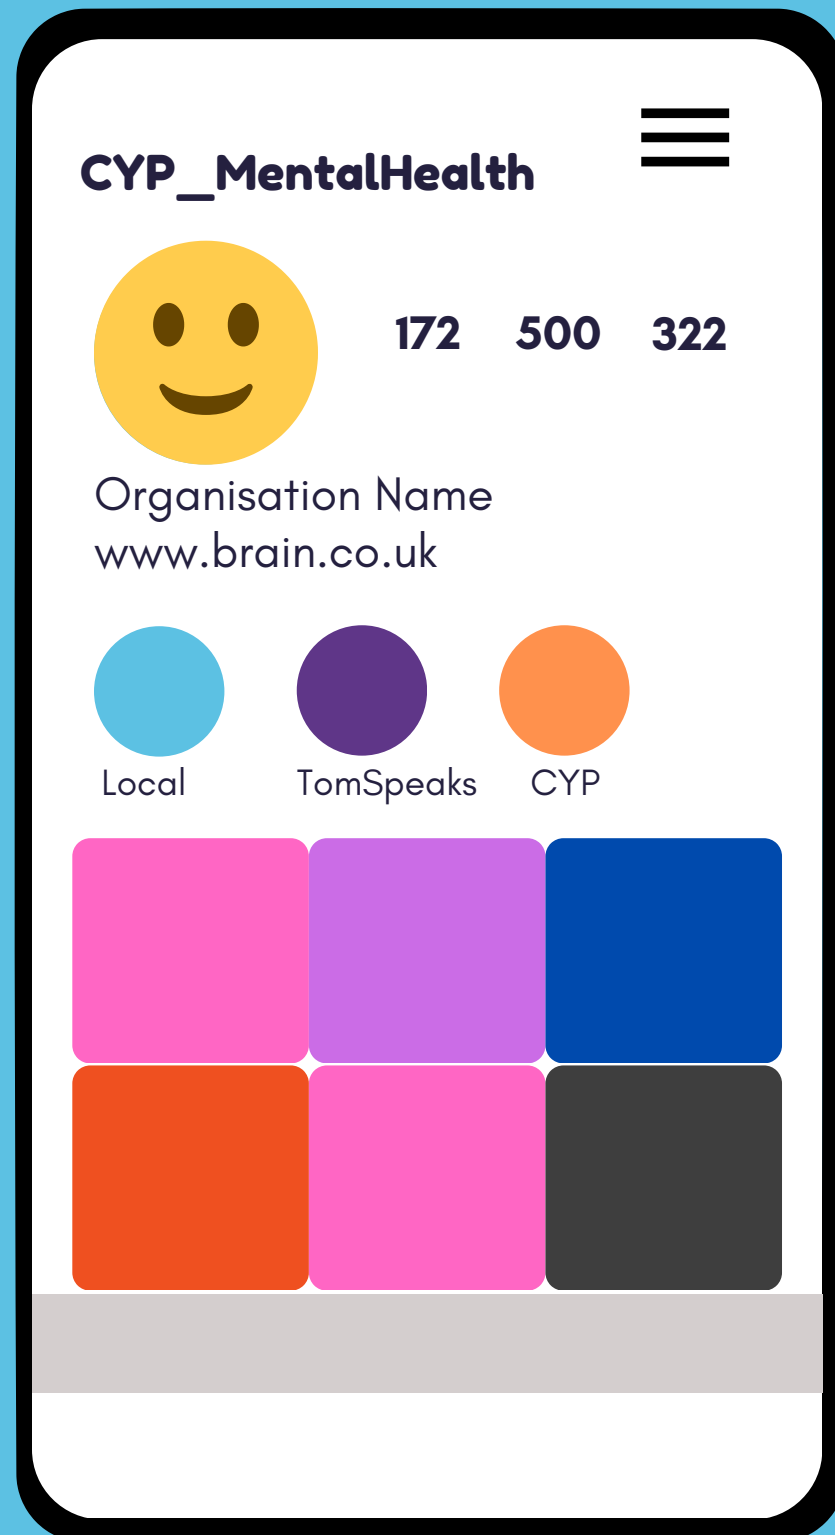 CYP_MentalHealth
172 500 322
Organisation Name
www.brain.co.uk
Local TomSpeaks CYP